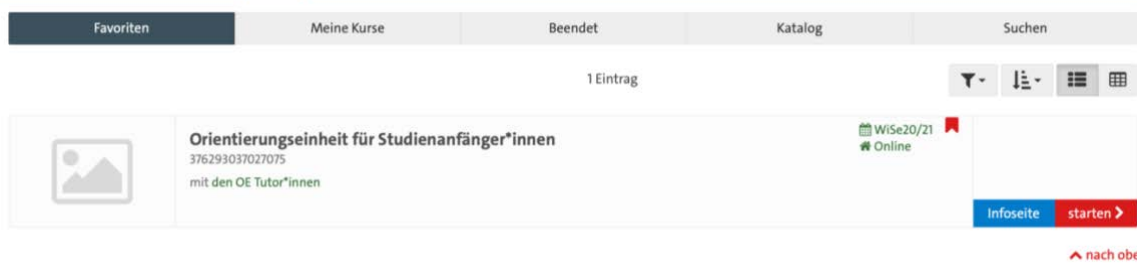 Favoriten Meine Kurse Beendet Katalog Suchen
1 Eintrag
Orientierungseinheit für Studienanfänger*innen
WiSe20/21
376293037027075
Online
mit den OE Tutor*innen
Infoseite starten
nach obe